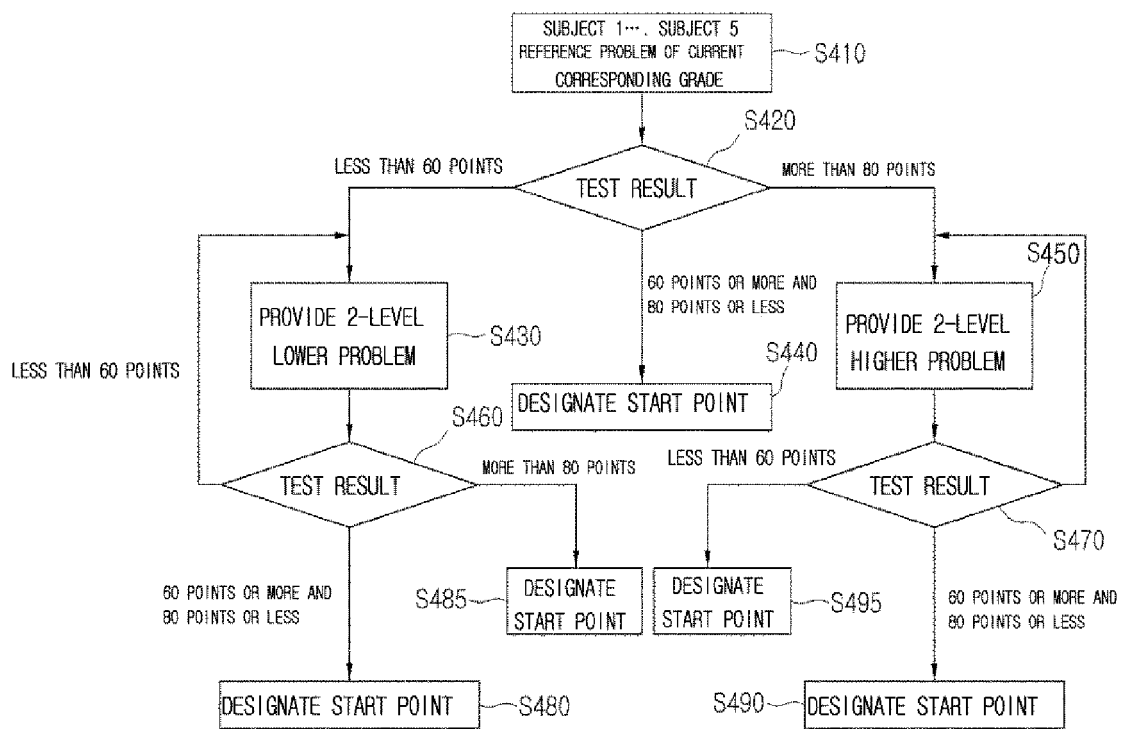 SUBJECT 1···. SUBJECT 5
REFERENCE PROBLEM OF CURRENT
CORRESPONDING GRADE
S410
S420
LESS THAN 60 POINTS
TEST RESULT
MORE THAN 80 POINTS
60 POINTS OR MORE AND
80 POINTS OR LESS
S450
PROVIDE 2-LEVEL
LOWER PROBLEM
S430
PROVIDE 2-LEVEL
HIGHER PROBLEM
LESS THAN 60 POINTS
S440
DESIGNATE START POINT
S460
TEST RESULT
MORE THAN 80 POINTS
LESS THAN 60 POINTS
TEST RESULT
S470
60 POINTS OR MORE AND
80 POINTS OR LESS
S485
DESIGNATE
START POINT
DESIGNATE
START POINT
S495
60 POINTS OR MORE AND
80 POINTS OR LESS
DESIGNATE START POINT
S480
S490
DESIGNATE START POINT